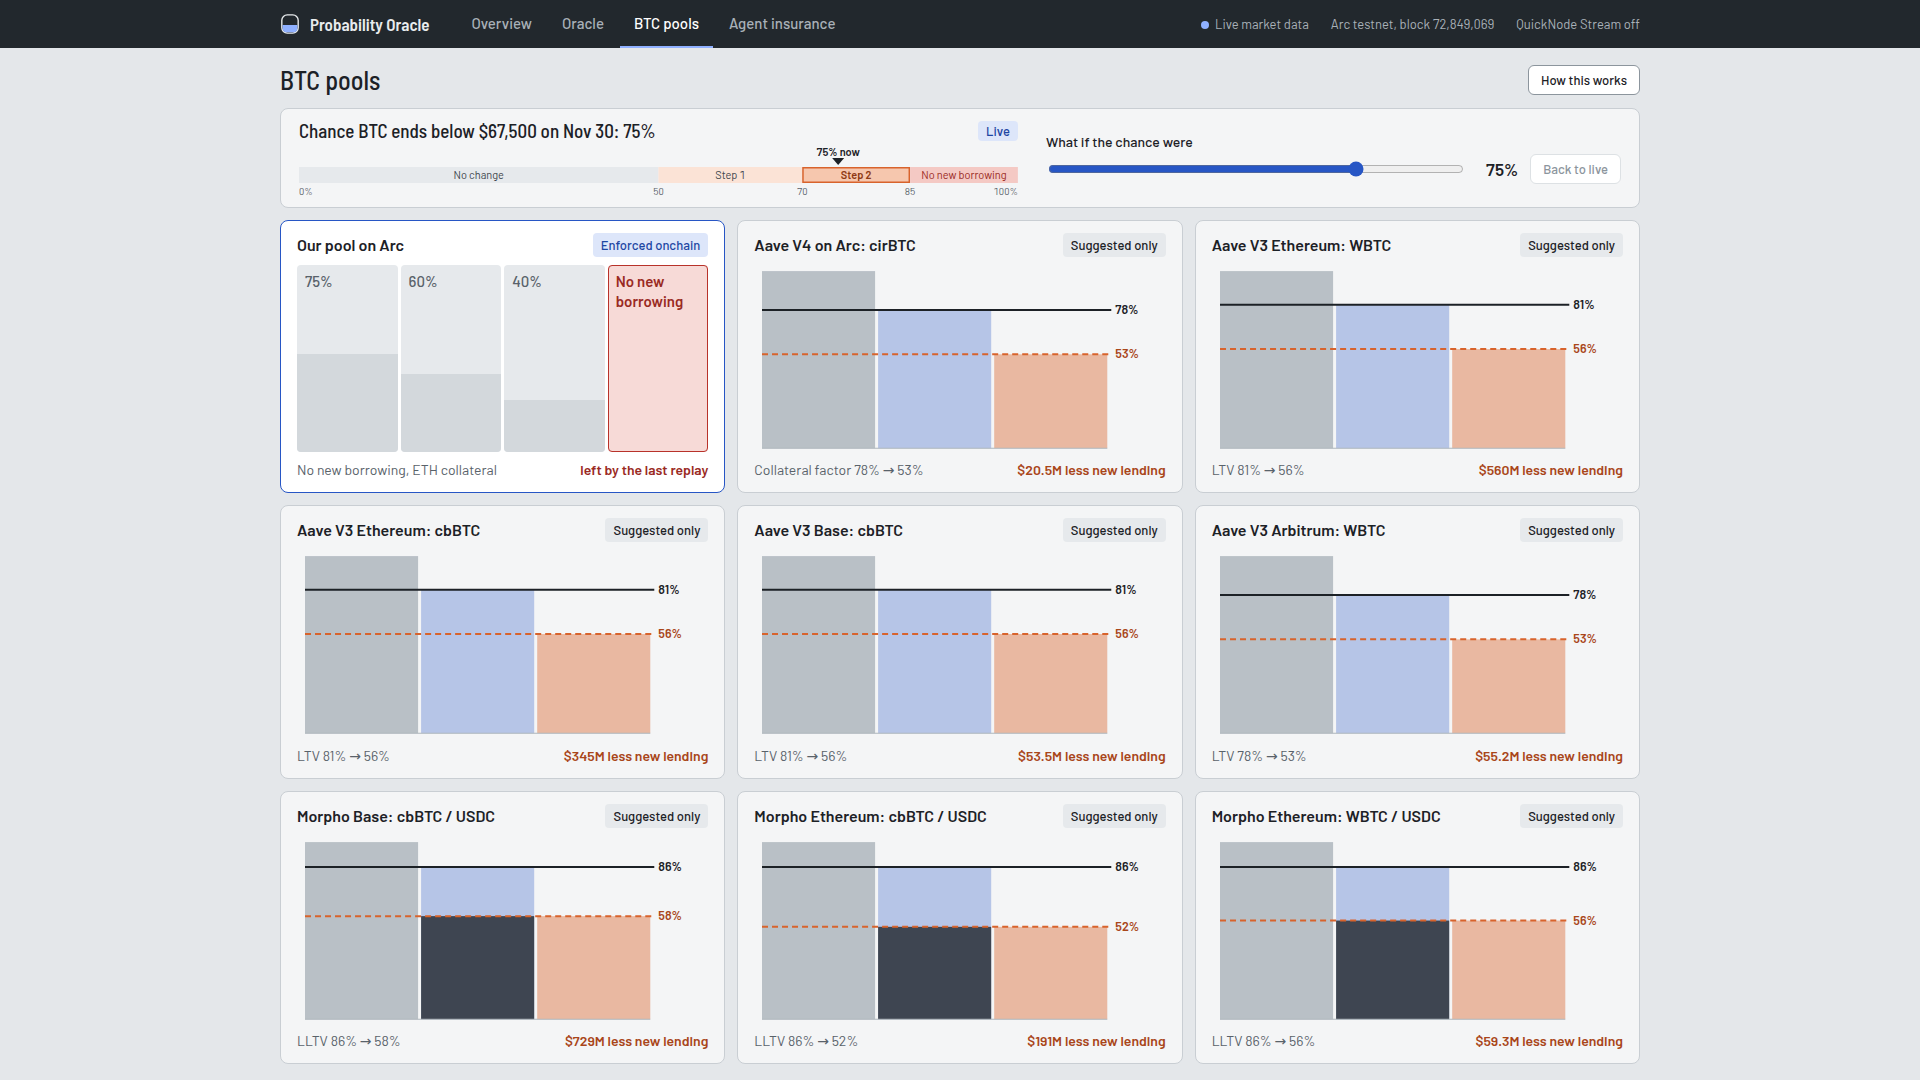 Probability Oracle
Overview
Oracle
BTC pools
Agent insurance
Live market data
Arc testnet, block 72,849,069
QuickNode Stream off
BTC pools
How this works
Chance BTC ends below $67,500 on Nov 30: 75%
Live
75% now
No change
Step 1
Step 2
No new borrowing
0%
50
70
85
100%
What if the chance were
75%
Back to live
Our pool on Arc
Enforced onchain
75%
60%
40%
No new
borrowing
No new borrowing, ETH collateral
left by the last replay
Aave V4 on Arc: cirBTC
Suggested only
78%
53%
Collateral factor 78% → 53%
$20.5M less new lending
Aave V3 Ethereum: WBTC
Suggested only
81%
56%
LTV 81% → 56%
$560M less new lending
Aave V3 Ethereum: cbBTC
Suggested only
81%
56%
LTV 81% → 56%
$345M less new lending
Aave V3 Base: cbBTC
Suggested only
81%
56%
LTV 81% → 56%
$53.5M less new lending
Aave V3 Arbitrum: WBTC
Suggested only
78%
53%
LTV 78% → 53%
$55.2M less new lending
Morpho Base: cbBTC / USDC
Suggested only
86%
58%
LLTV 86% → 58%
$729M less new lending
Morpho Ethereum: cbBTC / USDC
Suggested only
86%
52%
LLTV 86% → 52%
$191M less new lending
Morpho Ethereum: WBTC / USDC
Suggested only
86%
56%
LLTV 86% → 56%
$59.3M less new lending